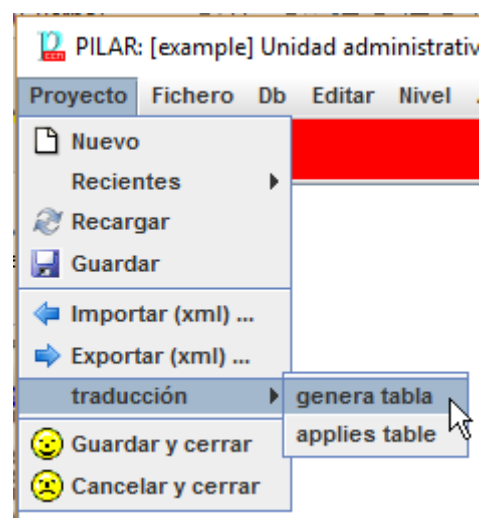 PILAR: [example] Unidad administrativ
Proyecto Fichero Db Editar Nivel
Nuevo
Recientes
Recargar
Guardar
Importar (xml) ...
Exportar (xml) ...
traducción genera tabla
applies table
Guardar y cerrar
Cancelar y cerrar